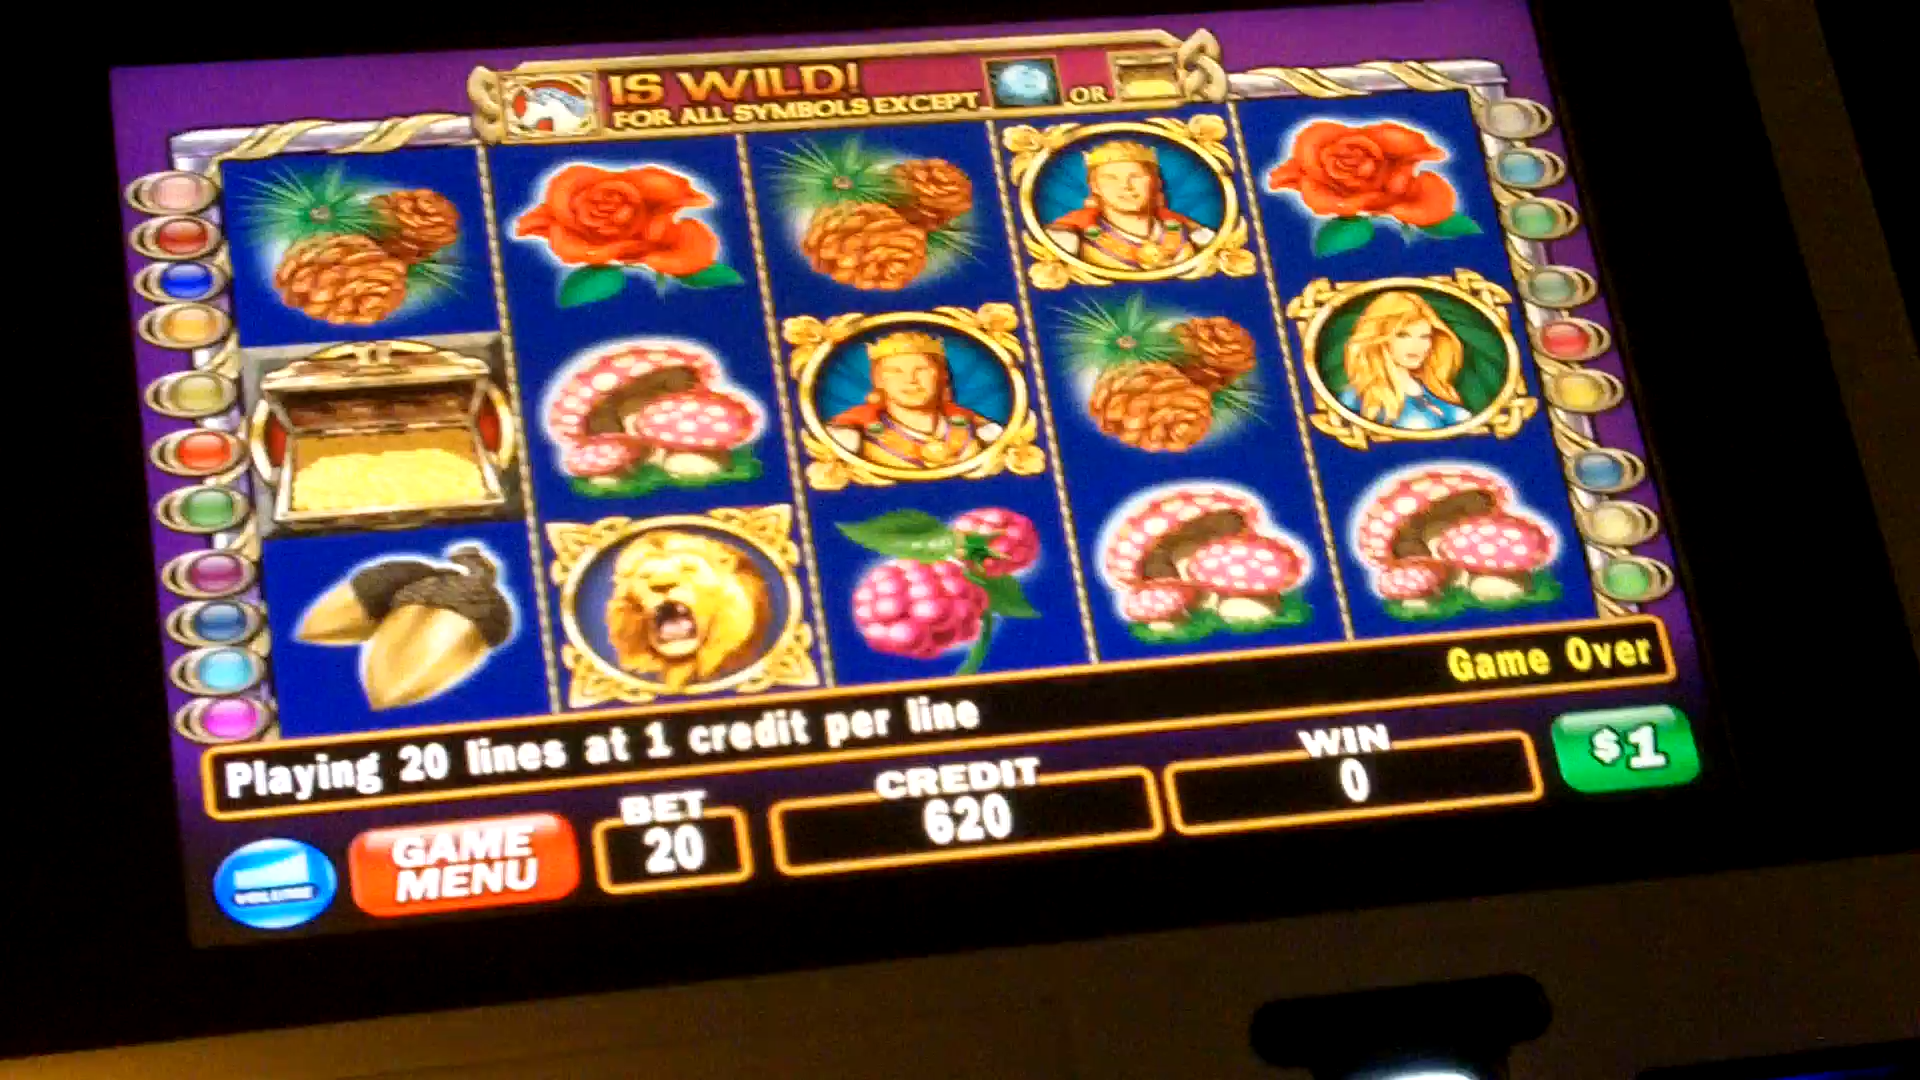 IS WILD!
FOR ALL SYMBOLS EXCEPT OR
Game Over
Playing 20 lines at 1 credit per line
WIN
0
$1
CREDIT
620
BET
20
GAME
MENU
VOLUME